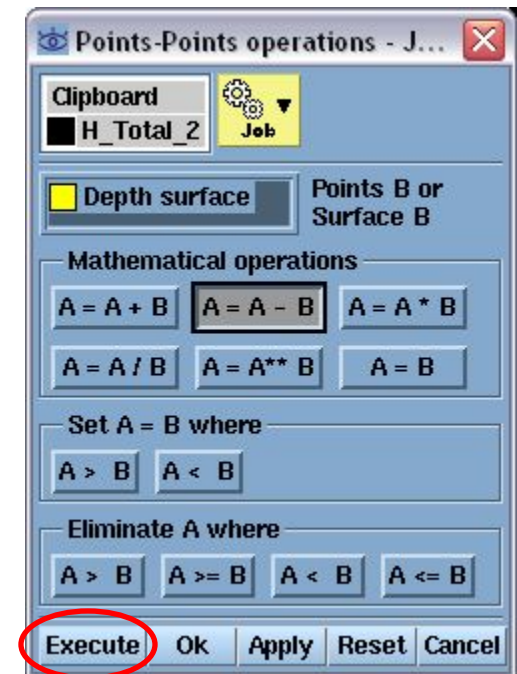 Points-Points operations - J...
Clipboard
H_Total_2
Job
Depth surface
Points B or
Surface B
Mathematical operations
A = A + B
A = A - B
A = A * B
A = A / B
A = A** B
A = B
Set A = B where
A > B
A < B
Eliminate A where
A > B
A >= B
A < B
A <= B
Execute
Ok
Apply
Reset
Cancel